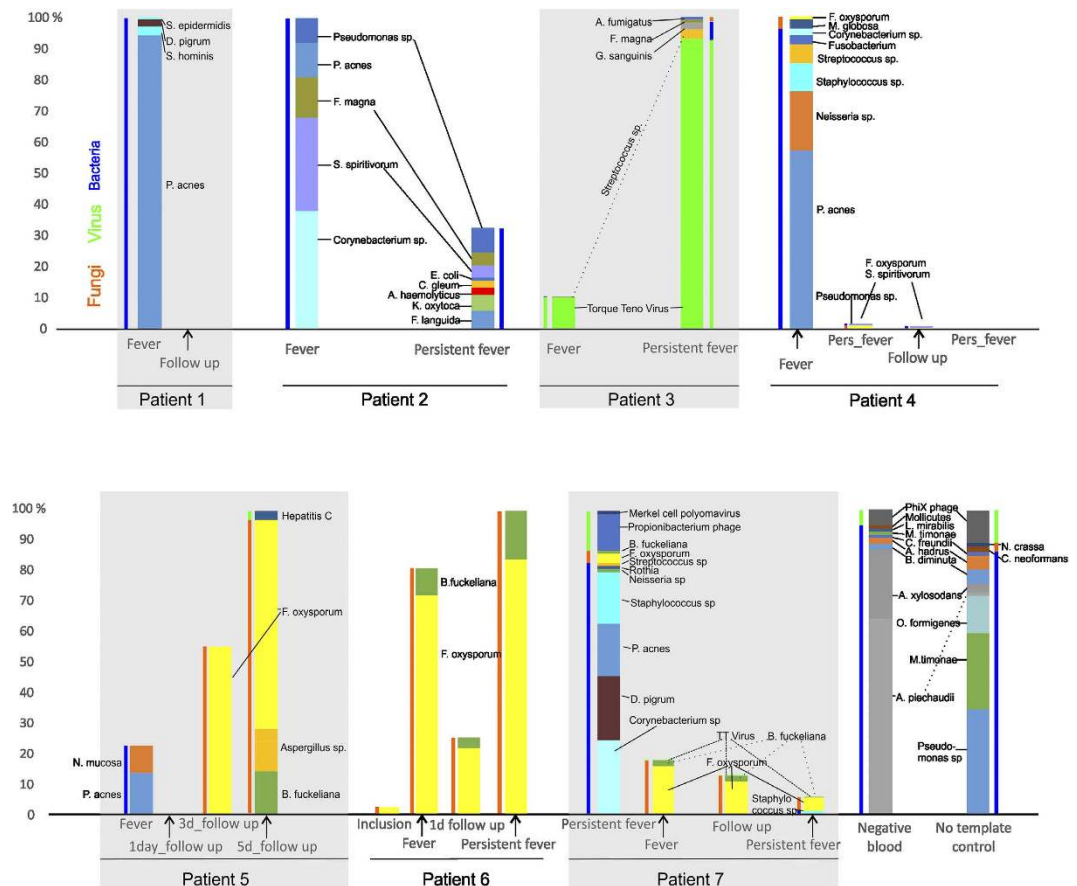 100 %
90
80
70
60
50
40
30
20
10
0
Fungi Virus Bacteria
S. epidermidis
D. pigrum
S. hominis
P. acnes
Fever
Follow up
Patient 1
Pseudomonas sp.
P. acnes
F. magna
S. spiritivorum
Corynebacterium sp.
E. coli
C. gleum
A. haemolyticus
K. oxytoca
F. languida
Fever
Persistent fever
Patient 2
A. fumigatus
F. magna
G. sanguinis
Streptococcus sp.
Torque Teno Virus
Fever
Persistent fever
Patient 3
F. oxysporum
M. globosa
Corynebacterium sp.
Fusobacterium
Streptococcus sp.
Staphylococcus sp.
Neisseria sp.
P. acnes
F. oxysporum
S. spiritivorum
Pseudomonas sp.
Fever
Pers_fever
Follow up
Pers_fever
Patient 4
100 %
90
80
70
60
50
40
30
20
10
0
Hepatitis C
F. oxysporum
Aspergillus sp.
B. fuckeliana
N. mucosa
P. acnes
Fever
1day_follow up
3d_follow up
5d_follow up
Patient 5
B.fuckeliana
F. oxysporum
Inclusion
Fever
1d follow up
Persistent fever
Patient 6
Merkel cell polyomavirus
Propionibacterium phage
B. fuckeliana
F. oxysporum
Streptococcus sp
Rothia
Neisseria sp
Staphylococcus sp
P. acnes
D. pigrum
Corynebacterium sp
TT Virus
B. fuckeliana
F. oxysporum
Staphylo
coccus sp
Persistent fever
Fever
Follow up
Persistent fever
Patient 7
PhiX phage
Mollicutes
L. mirabilis
M. timonae
C. freundii
A. hadrus
B. diminuta
A. xylosodans
O. formigenes
M.timonae
A. piechaudii
Pseudo-
monas sp
N. crassa
C. neoformans
Negative
blood
No template
control